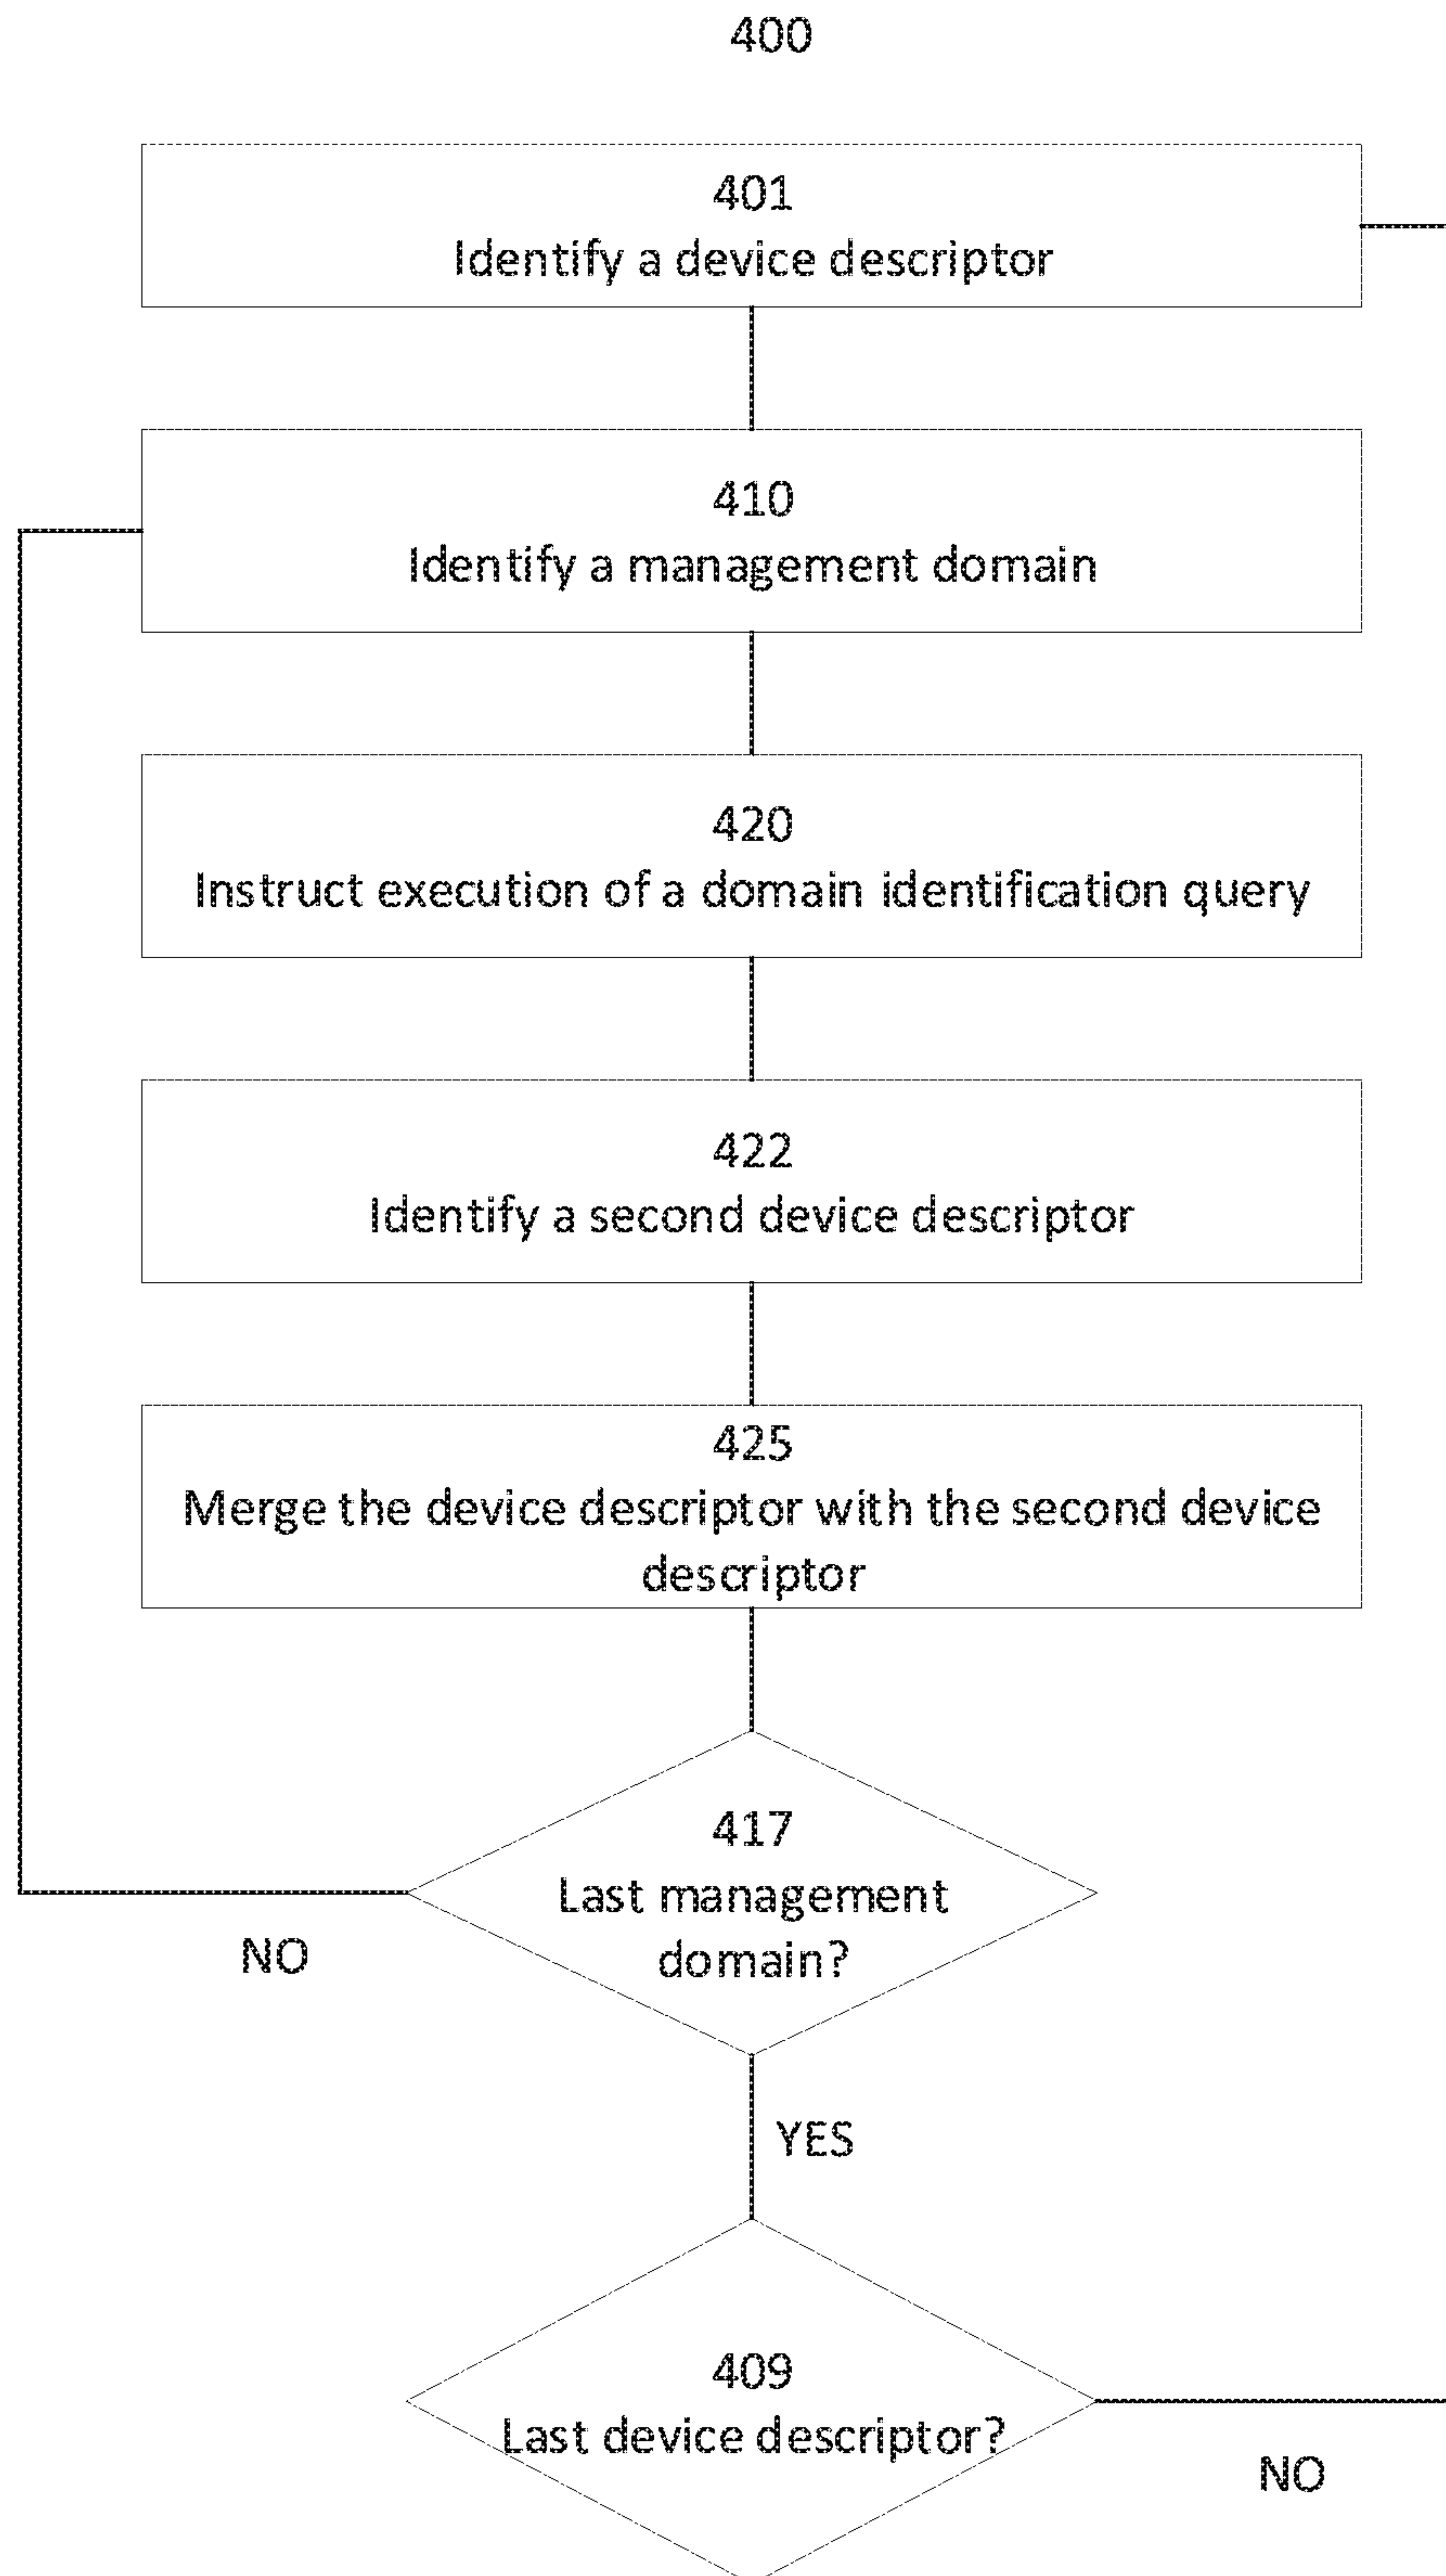 400
401
Identify a device descriptor
410
Identify a management domain
420
Instruct execution of a domain identification query
422
Identify a second device descriptor
425
Merge the device descriptor with the second device
descriptor
417
Last management
domain?
NO
YES
409
Last device descriptor?
NO